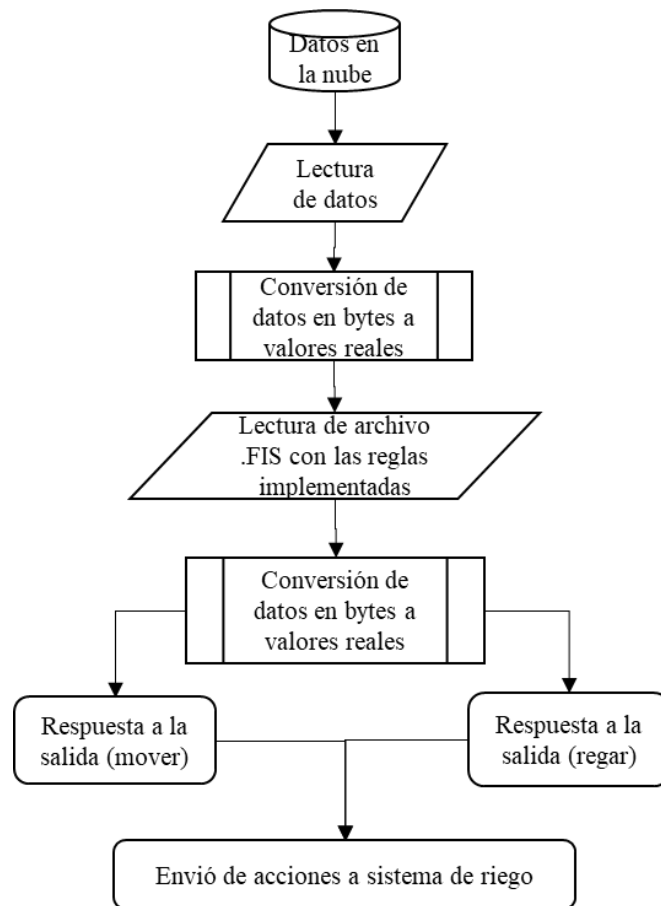 Datos en
la nube
Lectura
de datos
Conversión de
datos en bytes a
valores reales
Lectura de archivo
.FIS con las reglas
implementadas
Conversión de
datos en bytes a
valores reales
Respuesta a la
salida (mover)
Respuesta a la
salida (regar)
Envió de acciones a sistema de riego